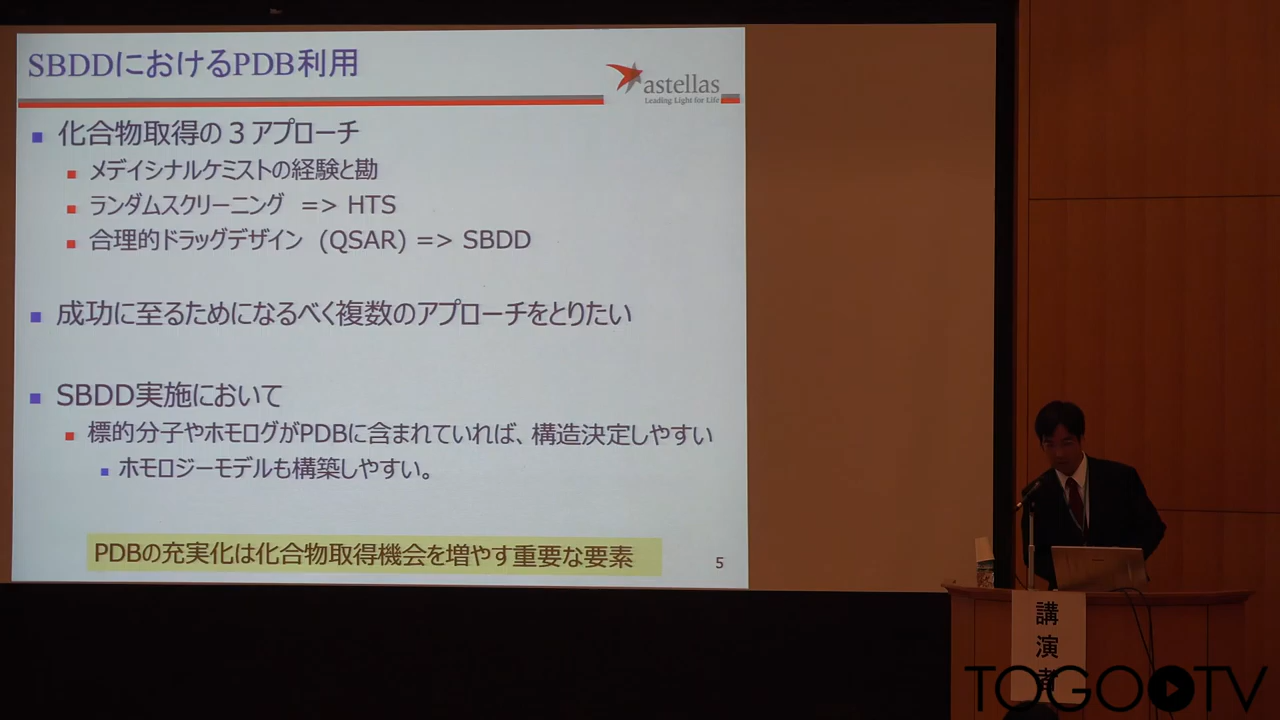 SBDDにおけるPDB利用
astellas
Leading Light for Life
化合物取得の３アプローチ
メディシナルケミストの経験と勘
ランダムスクリーニング => HTS
合理的ドラッグデザイン (QSAR) => SBDD
成功に至るためになるべく複数のアプローチをとりたい
SBDD実施において
標的分子やホモログがPDBに含まれていれば、構造決定しやすい
ホモロジーモデルも構築しやすい。
PDBの充実化は化合物取得機会を増やす重要な要素
5
講演者
TOGOTV